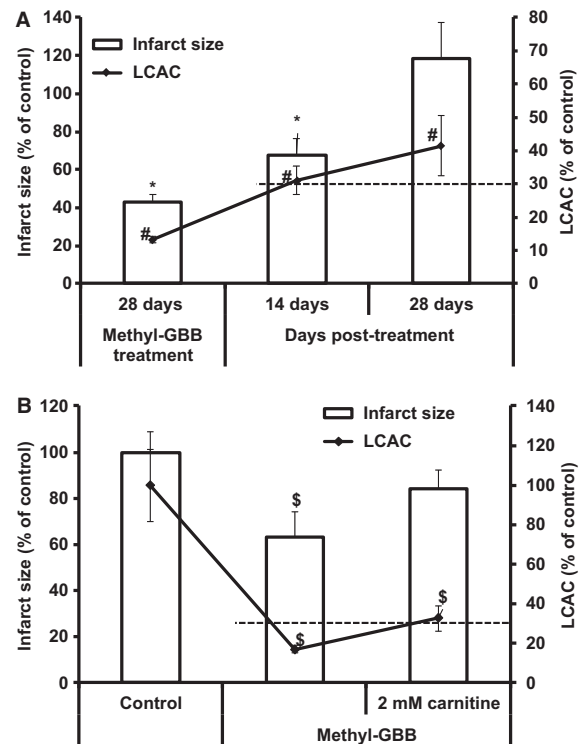 A
140
120
100
80
60
40
20
0
Infarct size (% of control)
Infarct size
LCAC
*
#
*
#
#
80
70
60
50
40
30
20
10
0
LCAC (% of control)
28 days
14 days
28 days
Methyl-GBB
treatment
Days post-treatment
B
120
100
80
60
40
20
0
Infarct size (% of control)
Infarct size
LCAC
$
$
$
140
120
100
80
60
40
20
0
LCAC (% of control)
Control
2 mM carnitine
Methyl-GBB